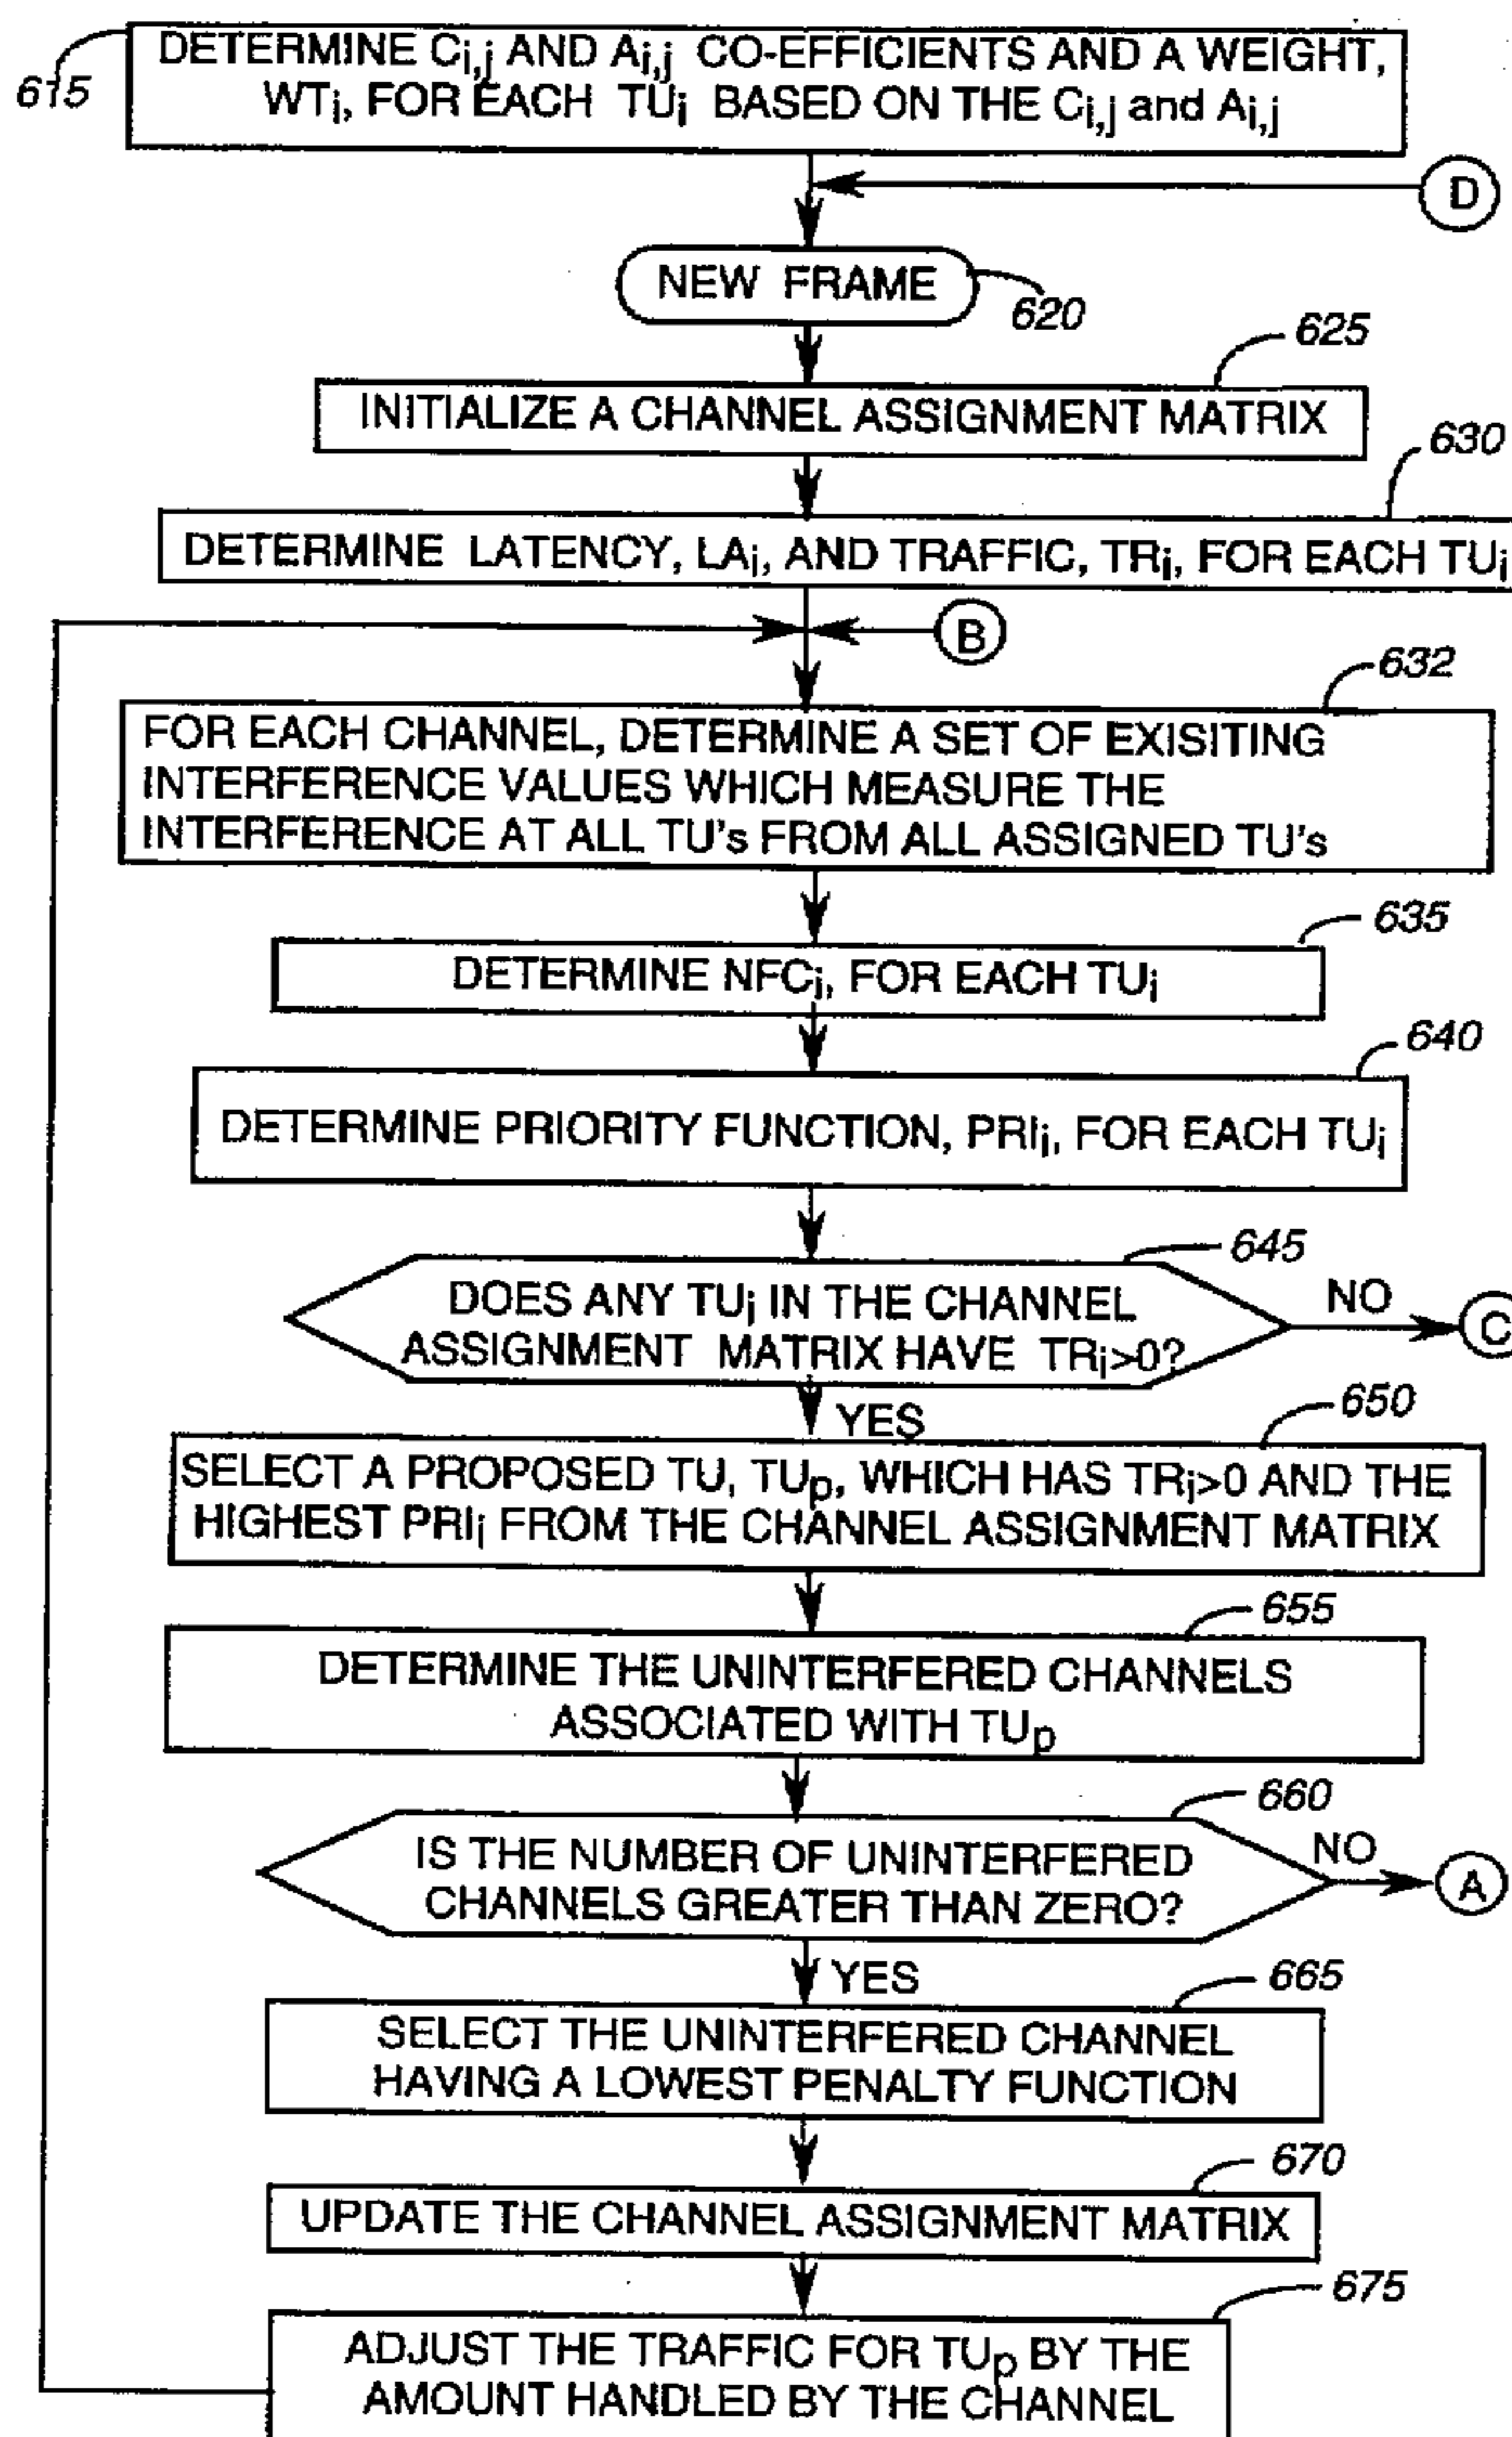 DETERMINE Ci,j AND Ai,j CO-EFFICIENTS AND A WEIGHT,
WTi, FOR EACH TUi BASED ON THE Ci,j and Ai,j
615
D
NEW FRAME
620
625
INITIALIZE A CHANNEL ASSIGNMENT MATRIX
630
DETERMINE LATENCY, LAi, AND TRAFFIC, TRi, FOR EACH TUi
B
632
FOR EACH CHANNEL, DETERMINE A SET OF EXISITING
INTERFERENCE VALUES WHICH MEASURE THE
INTERFERENCE AT ALL TU's FROM ALL ASSIGNED TU's
635
DETERMINE NFCi, FOR EACH TUi
640
DETERMINE PRIORITY FUNCTION, PRIi, FOR EACH TUi
645
DOES ANY TUi IN THE CHANNEL
ASSIGNMENT MATRIX HAVE TRi>0?
NO
C
YES
650
SELECT A PROPOSED TU, TUp, WHICH HAS TRi>0 AND THE
HIGHEST PRIi FROM THE CHANNEL ASSIGNMENT MATRIX
655
DETERMINE THE UNINTERFERED CHANNELS
ASSOCIATED WITH TUp
660
IS THE NUMBER OF UNINTERFERED
CHANNELS GREATER THAN ZERO?
NO
A
YES
665
SELECT THE UNINTERFERED CHANNEL
HAVING A LOWEST PENALTY FUNCTION
670
UPDATE THE CHANNEL ASSIGNMENT MATRIX
675
ADJUST THE TRAFFIC FOR TUp BY THE
AMOUNT HANDLED BY THE CHANNEL